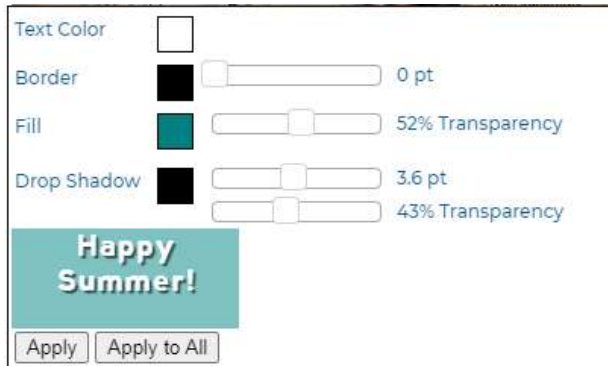 Text Color
Border 0 pt
Fill 52% Transparency
Drop Shadow 3.6 pt
43% Transparency
Happy
Summer!
Apply Apply to All